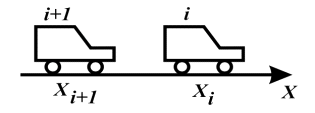 i+1 i
X_{i+1} X_i X